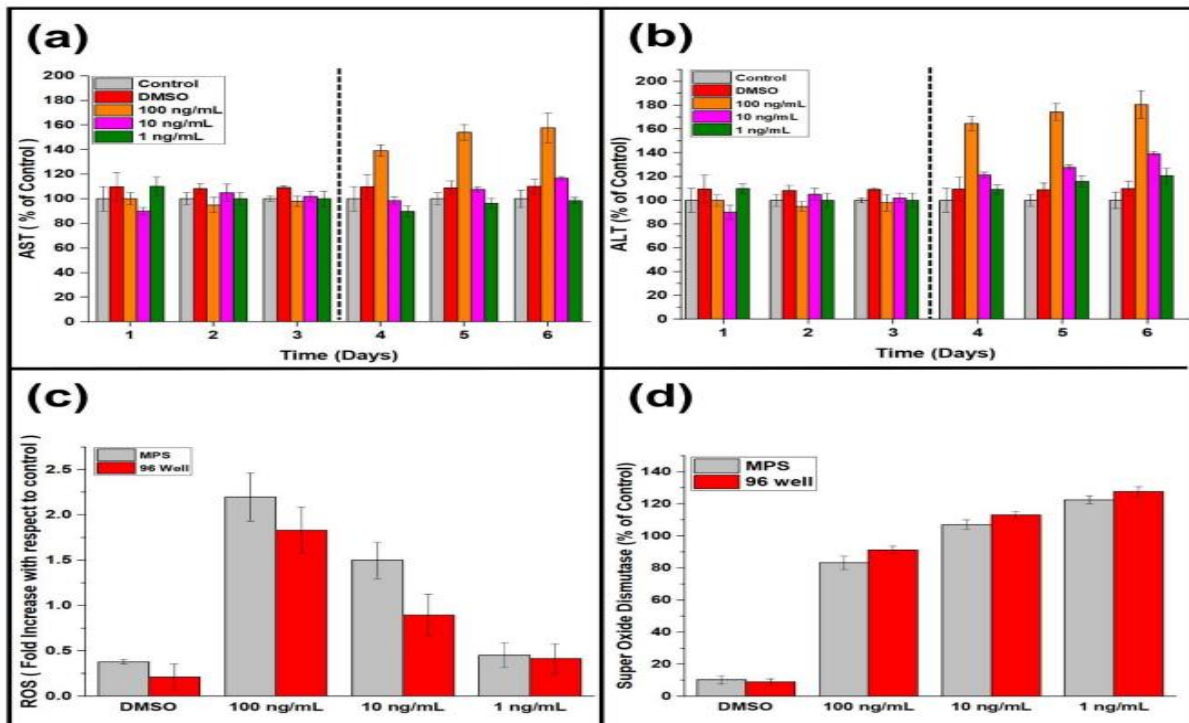 (a)
200
180
160
140
120
100
80
60
40
20
0
AST ( % of Control )
Control
DMSO
100 ng/mL
10 ng/mL
1 ng/mL
1 2 3 4 5 6
Time (Days)
(b)
200
180
160
140
120
100
80
60
40
20
0
ALT (% of Control)
Control
DMSO
100 ng/mL
10 ng/mL
1 ng/mL
1 2 3 4 5 6
Time (Days)
(c)
2.5
2.0
1.5
1.0
0.5
0.0
ROS ( Fold Increase with respect to control )
MPS
96 Well
DMSO 100 ng/mL 10 ng/mL 1 ng/mL
(d)
140
120
100
80
60
40
20
0
Super Oxide Dismutase (% of Control)
MPS
96 well
DMSO 100 ng/mL 10 ng/mL 1 ng/mL